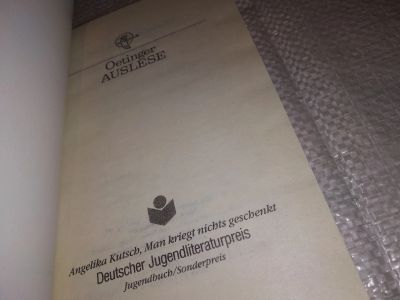 Oetinger
AUSLESE
Angelika Kutsch, Man kriegt nichts geschenkt
Deutscher Jugendliteraturpreis
Jugendbuch/Sonderpreis